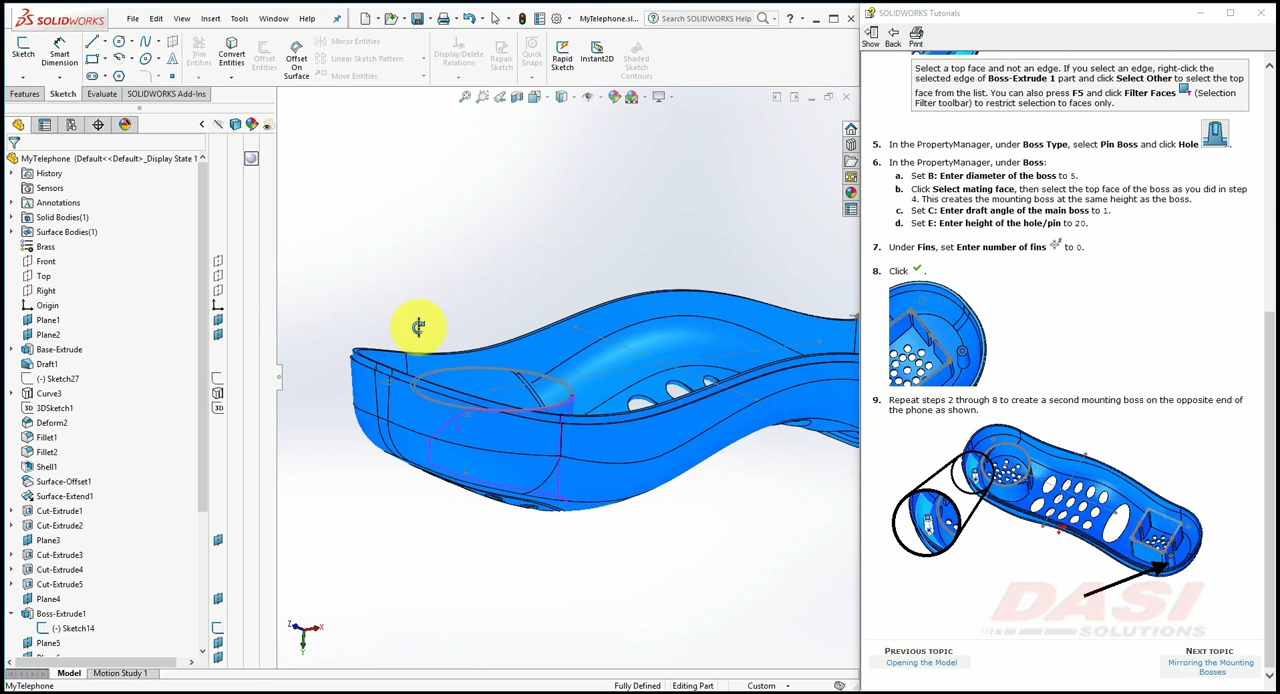 SOLIDWORKS File Edit View Insert Tools Window Help MyTelephone.sl... Search SOLIDWORKS Help ?
Sketch Smart Dimension Trim Entities Convert Entities Offset Entities Offset On Surface Mirror Entities Linear Sketch Pattern Move Entities Display/Delete Relations Repair Sketch Quick Snaps Rapid Sketch Instant2D Shaded Sketch Contours
Features Sketch Evaluate SOLIDWORKS Add-Ins
MyTelephone (Default<<Default>_Display State 1
History
Sensors
Annotations
Solid Bodies(1)
Surface Bodies(1)
Brass
Front
Top
Right
Origin
Plane1
Plane2
Base-Extrude
Draft1
(-) Sketch27
Curve3
3DSketch1
Deform2
Fillet1
Fillet2
Shell1
Surface-Offset1
Surface-Extend1
Cut-Extrude1
Cut-Extrude2
Plane3
Cut-Extrude3
Cut-Extrude4
Cut-Extrude5
Plane4
Boss-Extrude1
(-) Sketch14
Plane5
Model Motion Study 1
MyTelephone Fully Defined Editing Part Custom
Z X Y
SOLIDWORKS Tutorials
Show Back Print
Select a top face and not an edge. If you select an edge, right-click the
selected edge of Boss-Extrude 1 part and click Select Other to select the top
face from the list. You can also press F5 and click Filter Faces (Selection
Filter toolbar) to restrict selection to faces only.
5. In the PropertyManager, under Boss Type, select Pin Boss and click Hole .
6. In the PropertyManager, under Boss:
a. Set B: Enter diameter of the boss to 5.
b. Click Select mating face, then select the top face of the boss as you did in step
4. This creates the mounting boss at the same height as the boss.
c. Set C: Enter draft angle of the main boss to 1.
d. Set E: Enter height of the hole/pin to 20.
7. Under Fins, set Enter number of fins to 0.
8. Click .
9. Repeat steps 2 through 8 to create a second mounting boss on the opposite end of
the phone as shown.
DASI
SOLUTIONS
PREVIOUS TOPIC
Opening the Model
NEXT TOPIC
Mirroring the Mounting
Bosses